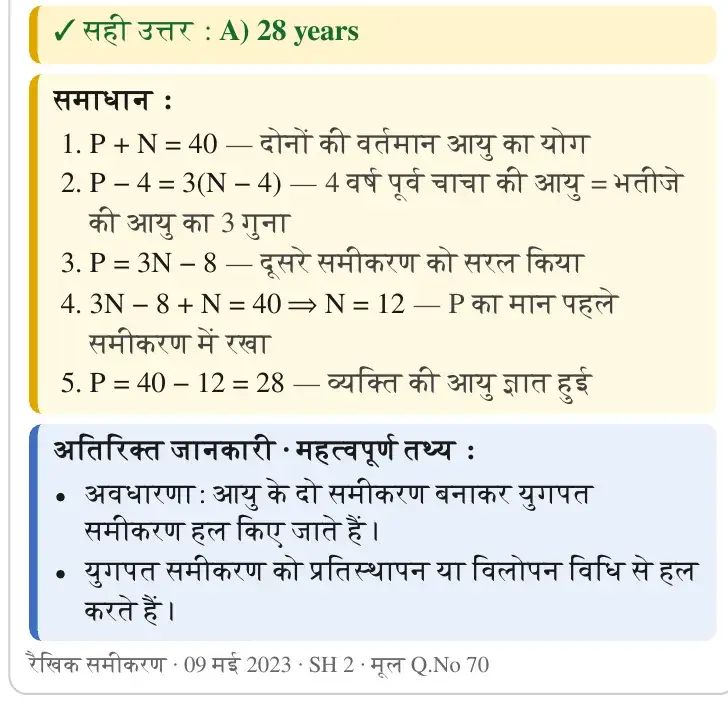 ✓ सही उत्तर : A) 28 years
समाधान :
1. P + N = 40 — दोनों की वर्तमान आयु का योग
2. P − 4 = 3(N − 4) — 4 वर्ष पूर्व चाचा की आयु = भतीजे
की आयु का 3 गुना
3. P = 3N − 8 — दूसरे समीकरण को सरल किया
4. 3N − 8 + N = 40 ⟹ N = 12 — P का मान पहले
समीकरण में रखा
5. P = 40 − 12 = 28 — व्यक्ति की आयु ज्ञात हुई
अतिरिक्त जानकारी · महत्वपूर्ण तथ्य :
• अवधारणा : आयु के दो समीकरण बनाकर युगपत
समीकरण हल किए जाते हैं।
• युगपत समीकरण को प्रतिस्थापन या विलोपन विधि से हल
करते हैं।
रैखिक समीकरण · 09 मई 2023 · SH 2 · मूल Q.No 70